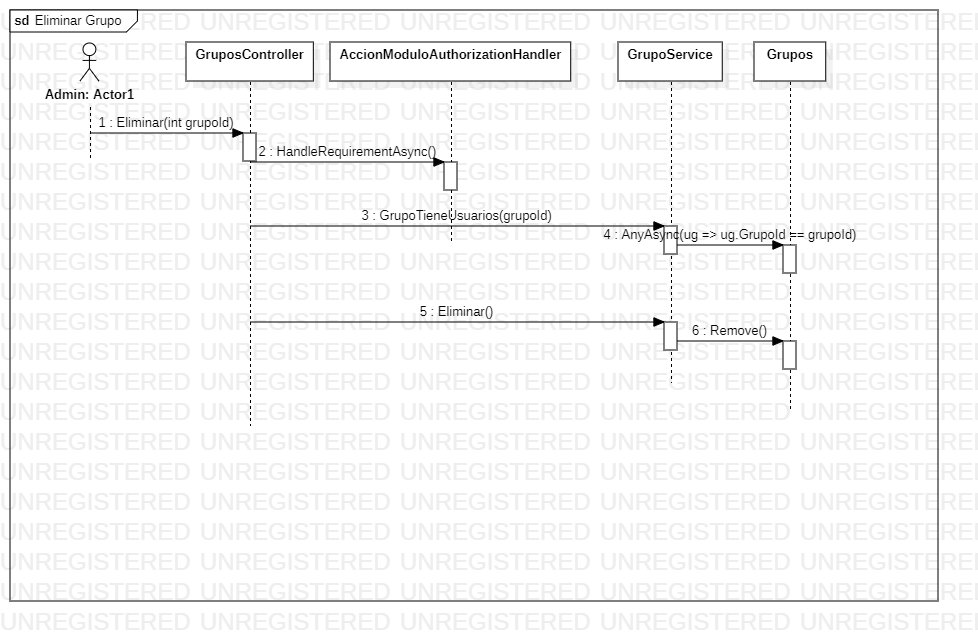 sd Eliminar Grupo
Admin: Actor1
GruposController
AccionModuloAuthorizationHandler
GrupoService
Grupos
1 : Eliminar(int grupoId)
2 : HandleRequirementAsync()
3 : GrupoTieneUsuarios(grupoId)
4 : AnyAsync(ug => ug.GrupoId == grupoId)
5 : Eliminar()
6 : Remove()
UNREGISTERED